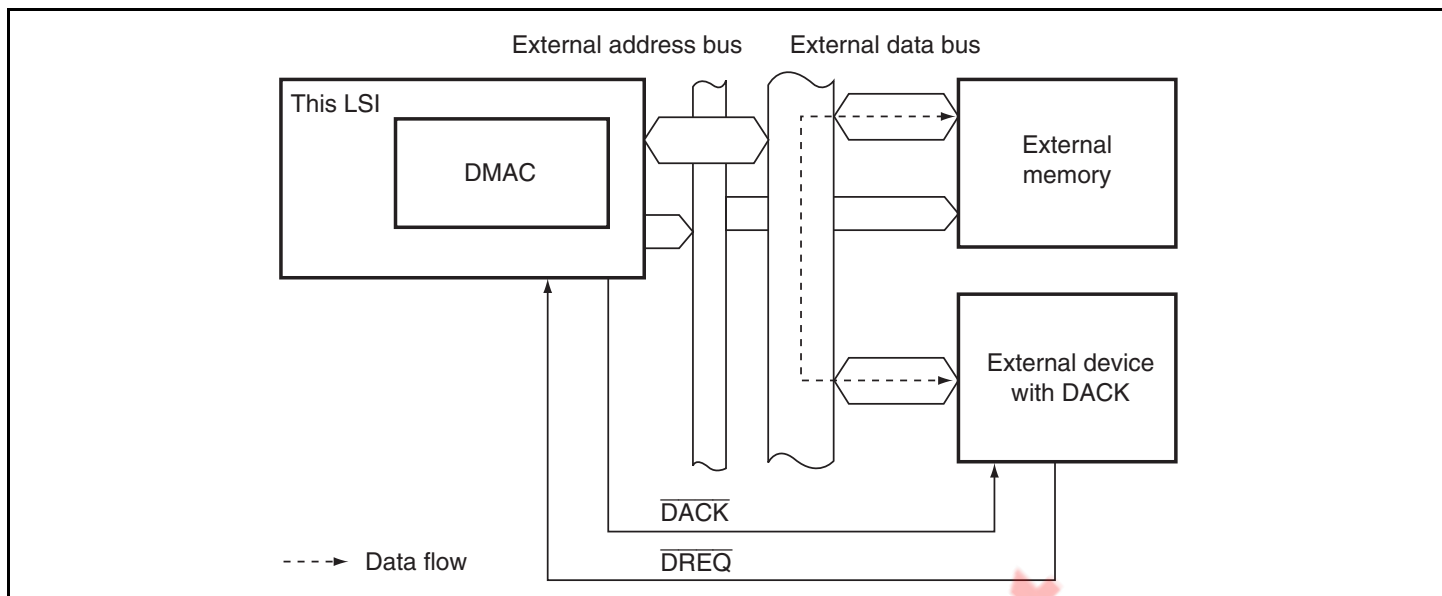 External address bus
External data bus
This LSI
DMAC
External
memory
External device
with DACK
DACK
DREQ
Data flow